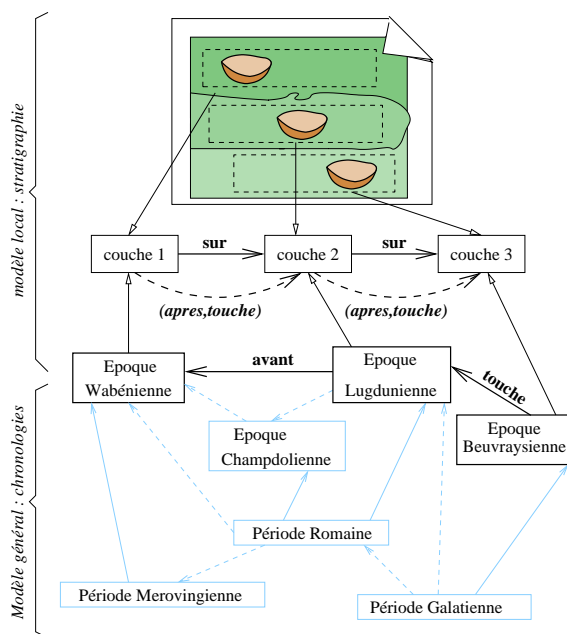 modèle local : stratigraphie
couche 1
sur
couche 2
sur
couche 3
(apres,touche)
(apres,touche)
Epoque
Wabénienne
avant
Epoque
Lugdunienne
touche
Epoque
Beuvraysienne
Epoque
Champdolienne
Modèle général : chronologies
Période Romaine
Période Merovingienne
Période Galatienne